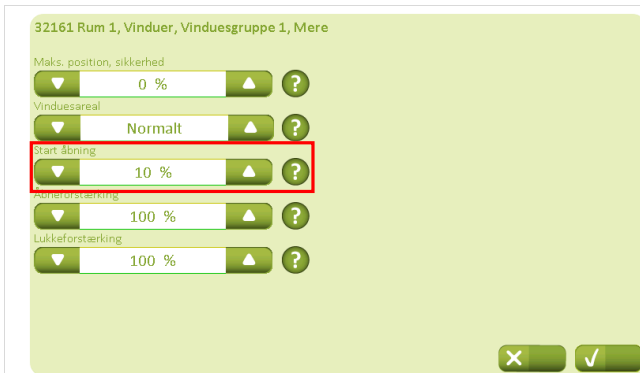 32161 Rum 1, Vinduer, Vinduesgruppe 1, Mere
Maks. position, sikkerhed
0 %
?
Vinduesareal
Normalt
?
Start åbning
10 %
?
Åbneforstærking
100 %
?
Lukkeforstærking
100 %
?